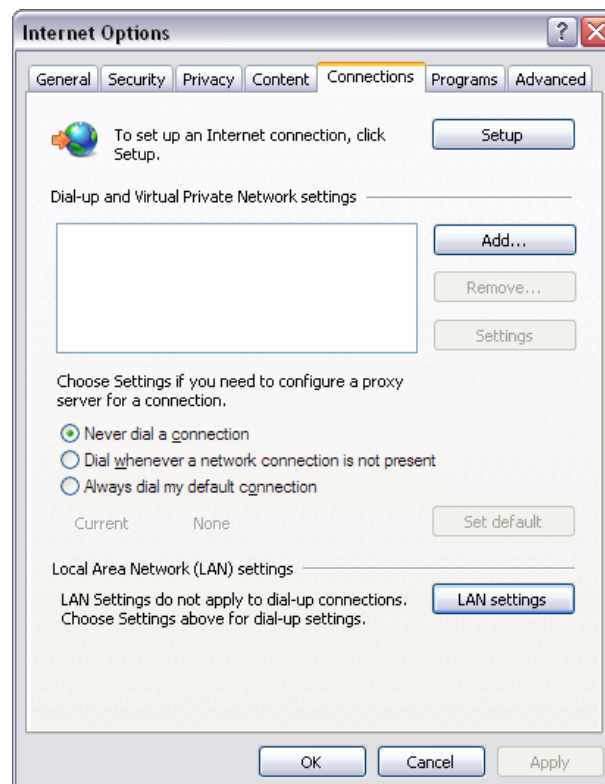 Internet Options
General Security Privacy Content Connections Programs Advanced
To set up an Internet connection, click
Setup.
Setup
Dial-up and Virtual Private Network settings
Add...
Remove...
Settings
Choose Settings if you need to configure a proxy
server for a connection.
Never dial a connection
Dial whenever a network connection is not present
Always dial my default connection
Current None
Set default
Local Area Network (LAN) settings
LAN Settings do not apply to dial-up connections.
Choose Settings above for dial-up settings.
LAN settings
OK Cancel Apply